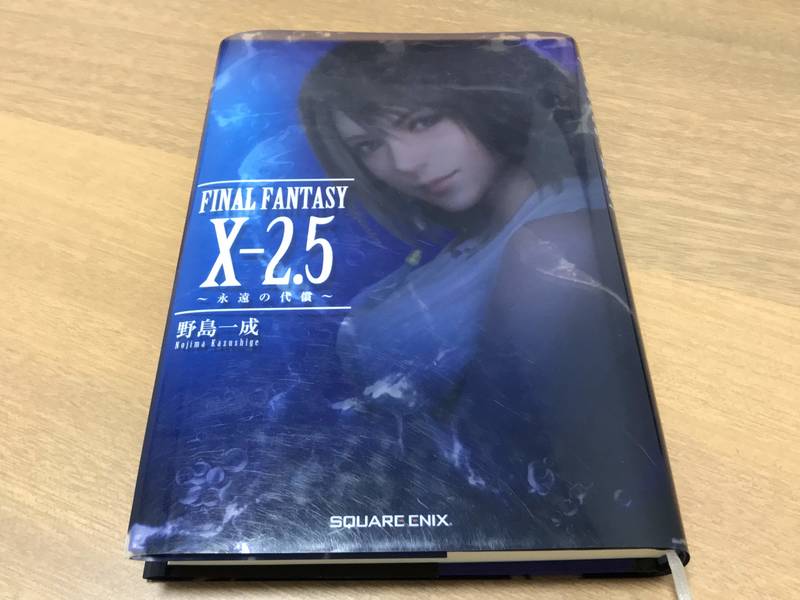 FINAL FANTASY
X-2.5
～永遠の代償～
野島一成
Nojima Kazushige
SQUARE ENIX®